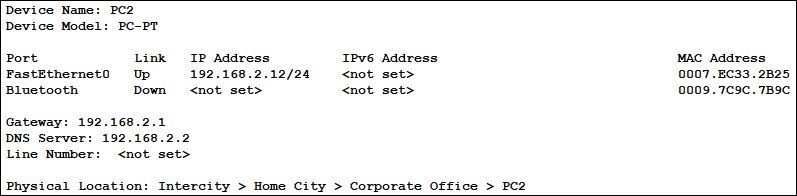 Device Name: PC2
Device Model: PC-PT
Port Link IP Address IPv6 Address MAC Address
FastEthernet0 Up 192.168.2.12/24 <not set> 0007.EC33.2B25
Bluetooth Down <not set> <not set> 0009.7C9C.7B9C
Gateway: 192.168.2.1
DNS Server: 192.168.2.2
Line Number: <not set>
Physical Location: Intercity > Home City > Corporate Office > PC2